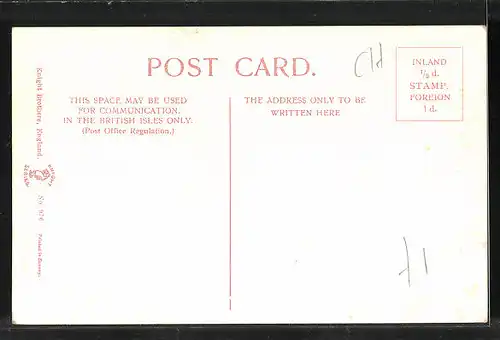 POST CARD.
THIS SPACE MAY BE USED
FOR COMMUNICATION.
IN THE BRITISH ISLES ONLY.
(Post Office Regulation.)
THE ADDRESS ONLY TO BE
WRITTEN HERE
INLAND
½ d.
STAMP.
FOREIGN
1 d.
Knight Brothers, England.
Printed in